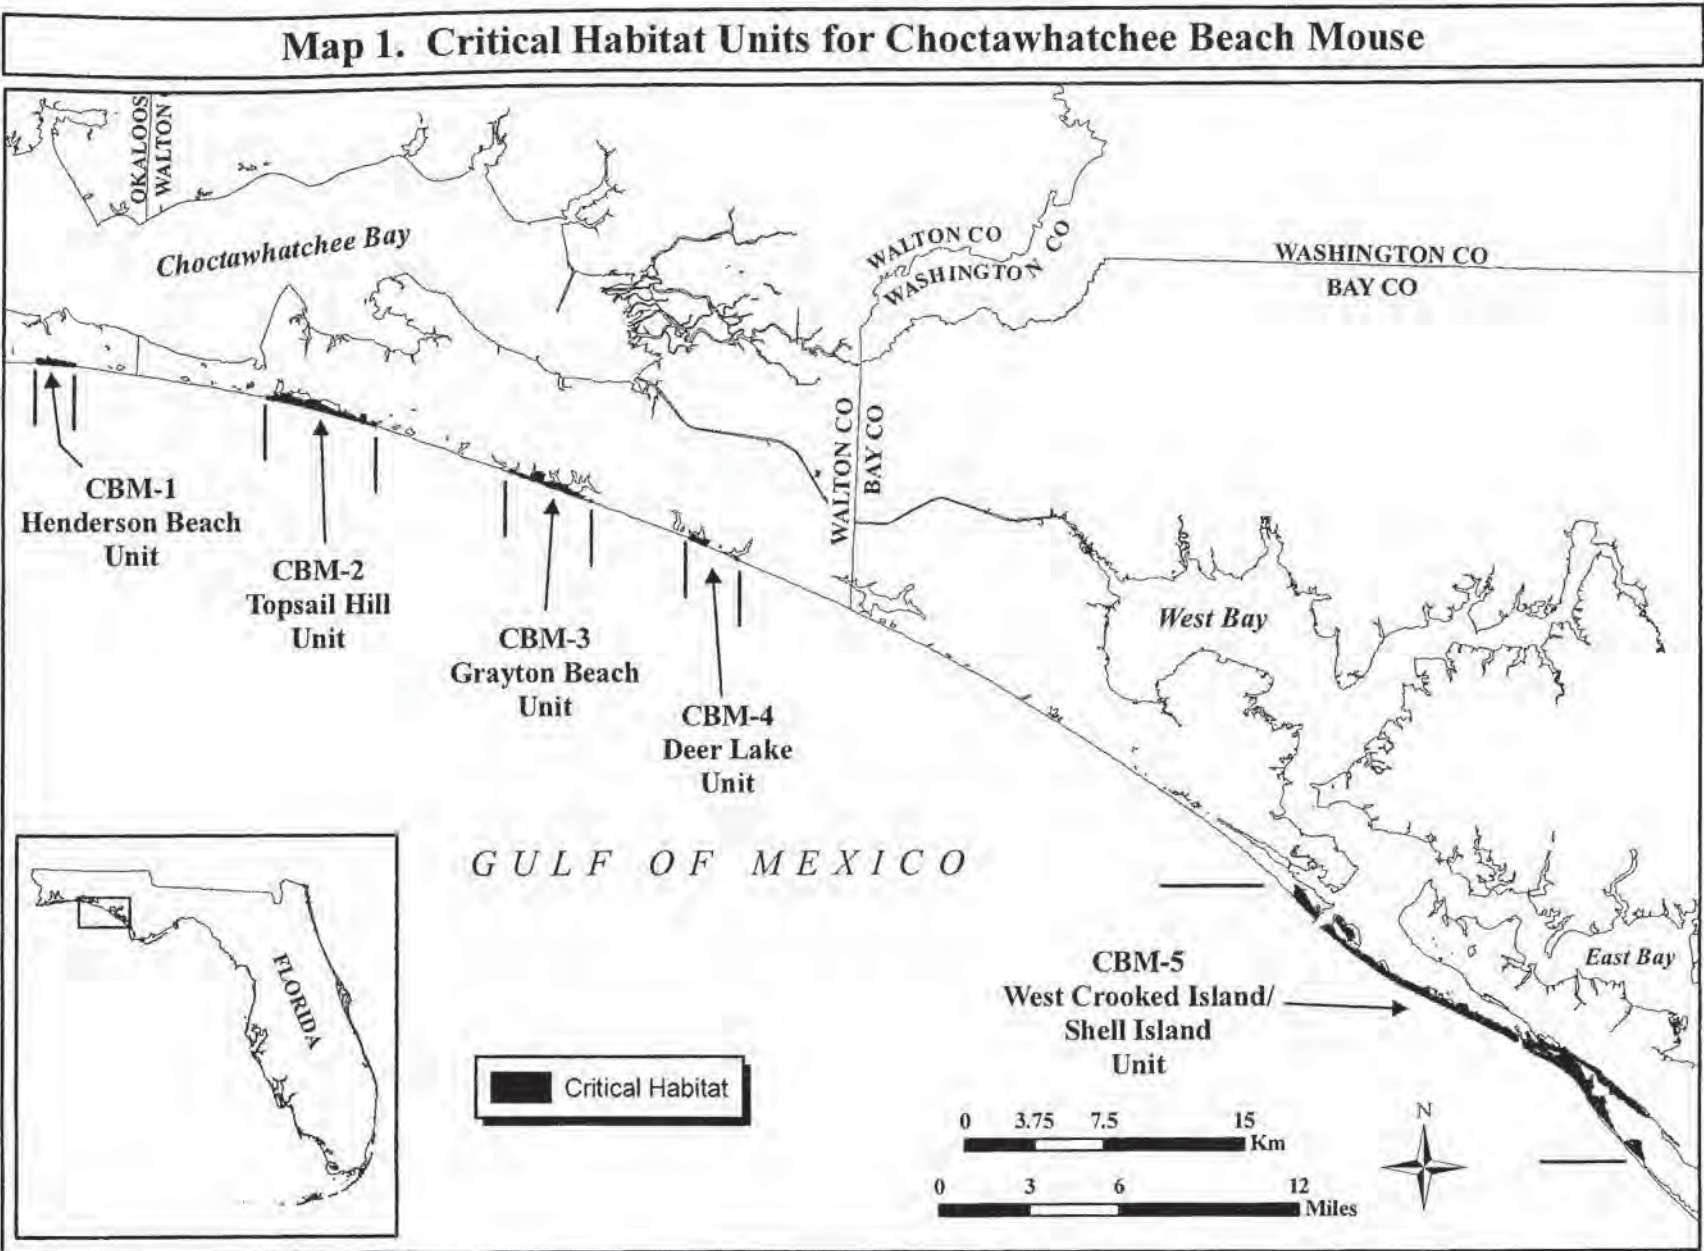 Map 1. Critical Habitat Units for Choctawhatchee Beach Mouse
OKALOOS
WALTON
Choctawhatchee Bay
WALTON CO
WASHINGTON CO
WASHINGTON CO
BAY CO
WALTON CO
BAY CO
CBM-1
Henderson Beach
Unit
CBM-2
Topsail Hill
Unit
CBM-3
Grayton Beach
Unit
CBM-4
Deer Lake
Unit
West Bay
GULF OF MEXICO
East Bay
CBM-5
West Crooked Island/
Shell Island
Unit
FLORIDA
Critical Habitat
0 3.75 7.5 15
Km
0 3 6 12
Miles
N